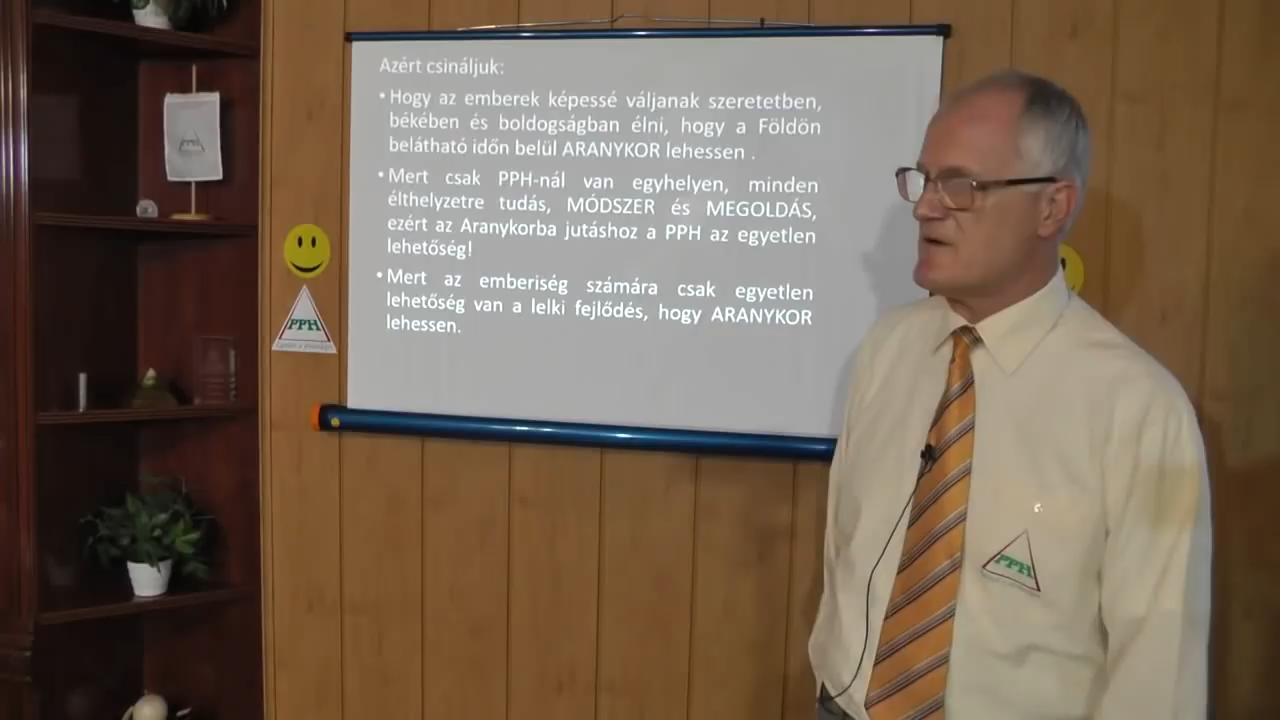 Azért csináljuk:
• Hogy az emberek képessé váljanak szeretetben,
békében és boldogságban élni, hogy a Földön
belátható időn belül ARANYKOR lehessen .
• Mert csak PPH-nál van egyhelyen, minden
élthelyzetre tudás, MÓDSZER és MEGOLDÁS,
ezért az Aranykorba jutáshoz a PPH az egyetlen
lehetőség!
• Mert az emberiség számára csak egyetlen
lehetőség van a lelki fejlődés, hogy ARANYKOR
lehessen.
PPH
PPH